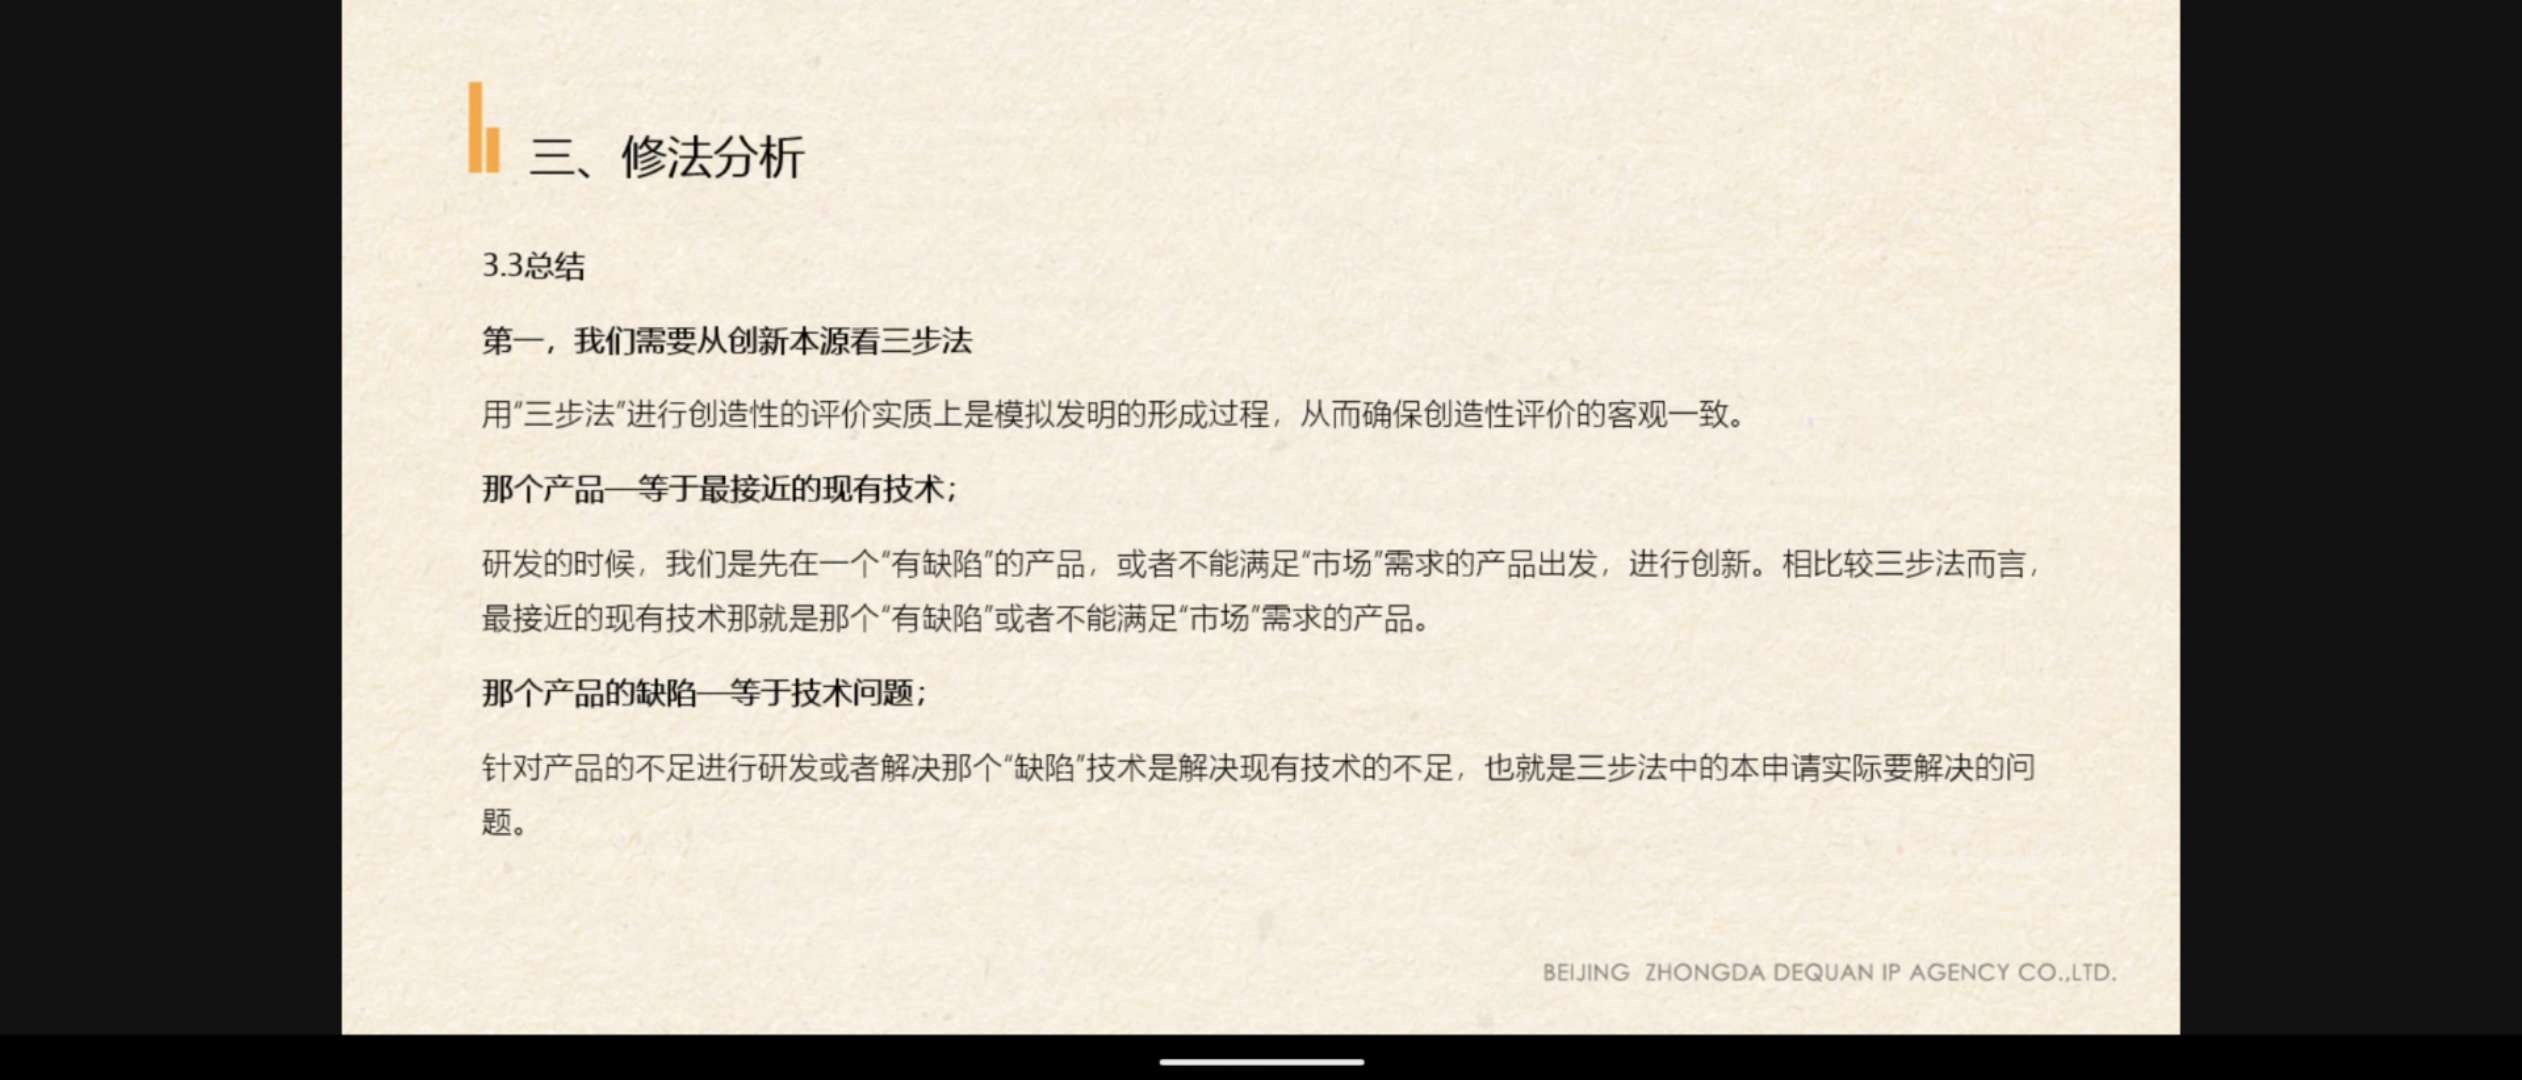 三、修法分析
3.3总结
第一，我们需要从创新本源看三步法
用“三步法”进行创造性的评价实质上是模拟发明的形成过程，从而确保创造性评价的客观一致。
那个产品—等于最接近的现有技术；
研发的时候，我们是先在一个“有缺陷”的产品，或者不能满足“市场”需求的产品出发，进行创新。相比较三步法而言，
最接近的现有技术那就是那个“有缺陷”或者不能满足“市场”需求的产品。
那个产品的缺陷—等于技术问题；
针对产品的不足进行研发或者解决那个“缺陷”技术是解决现有技术的不足，也就是三步法中的本申请实际要解决的问
题。
BEIJING ZHONGDA DEQUAN IP AGENCY CO.,LTD.